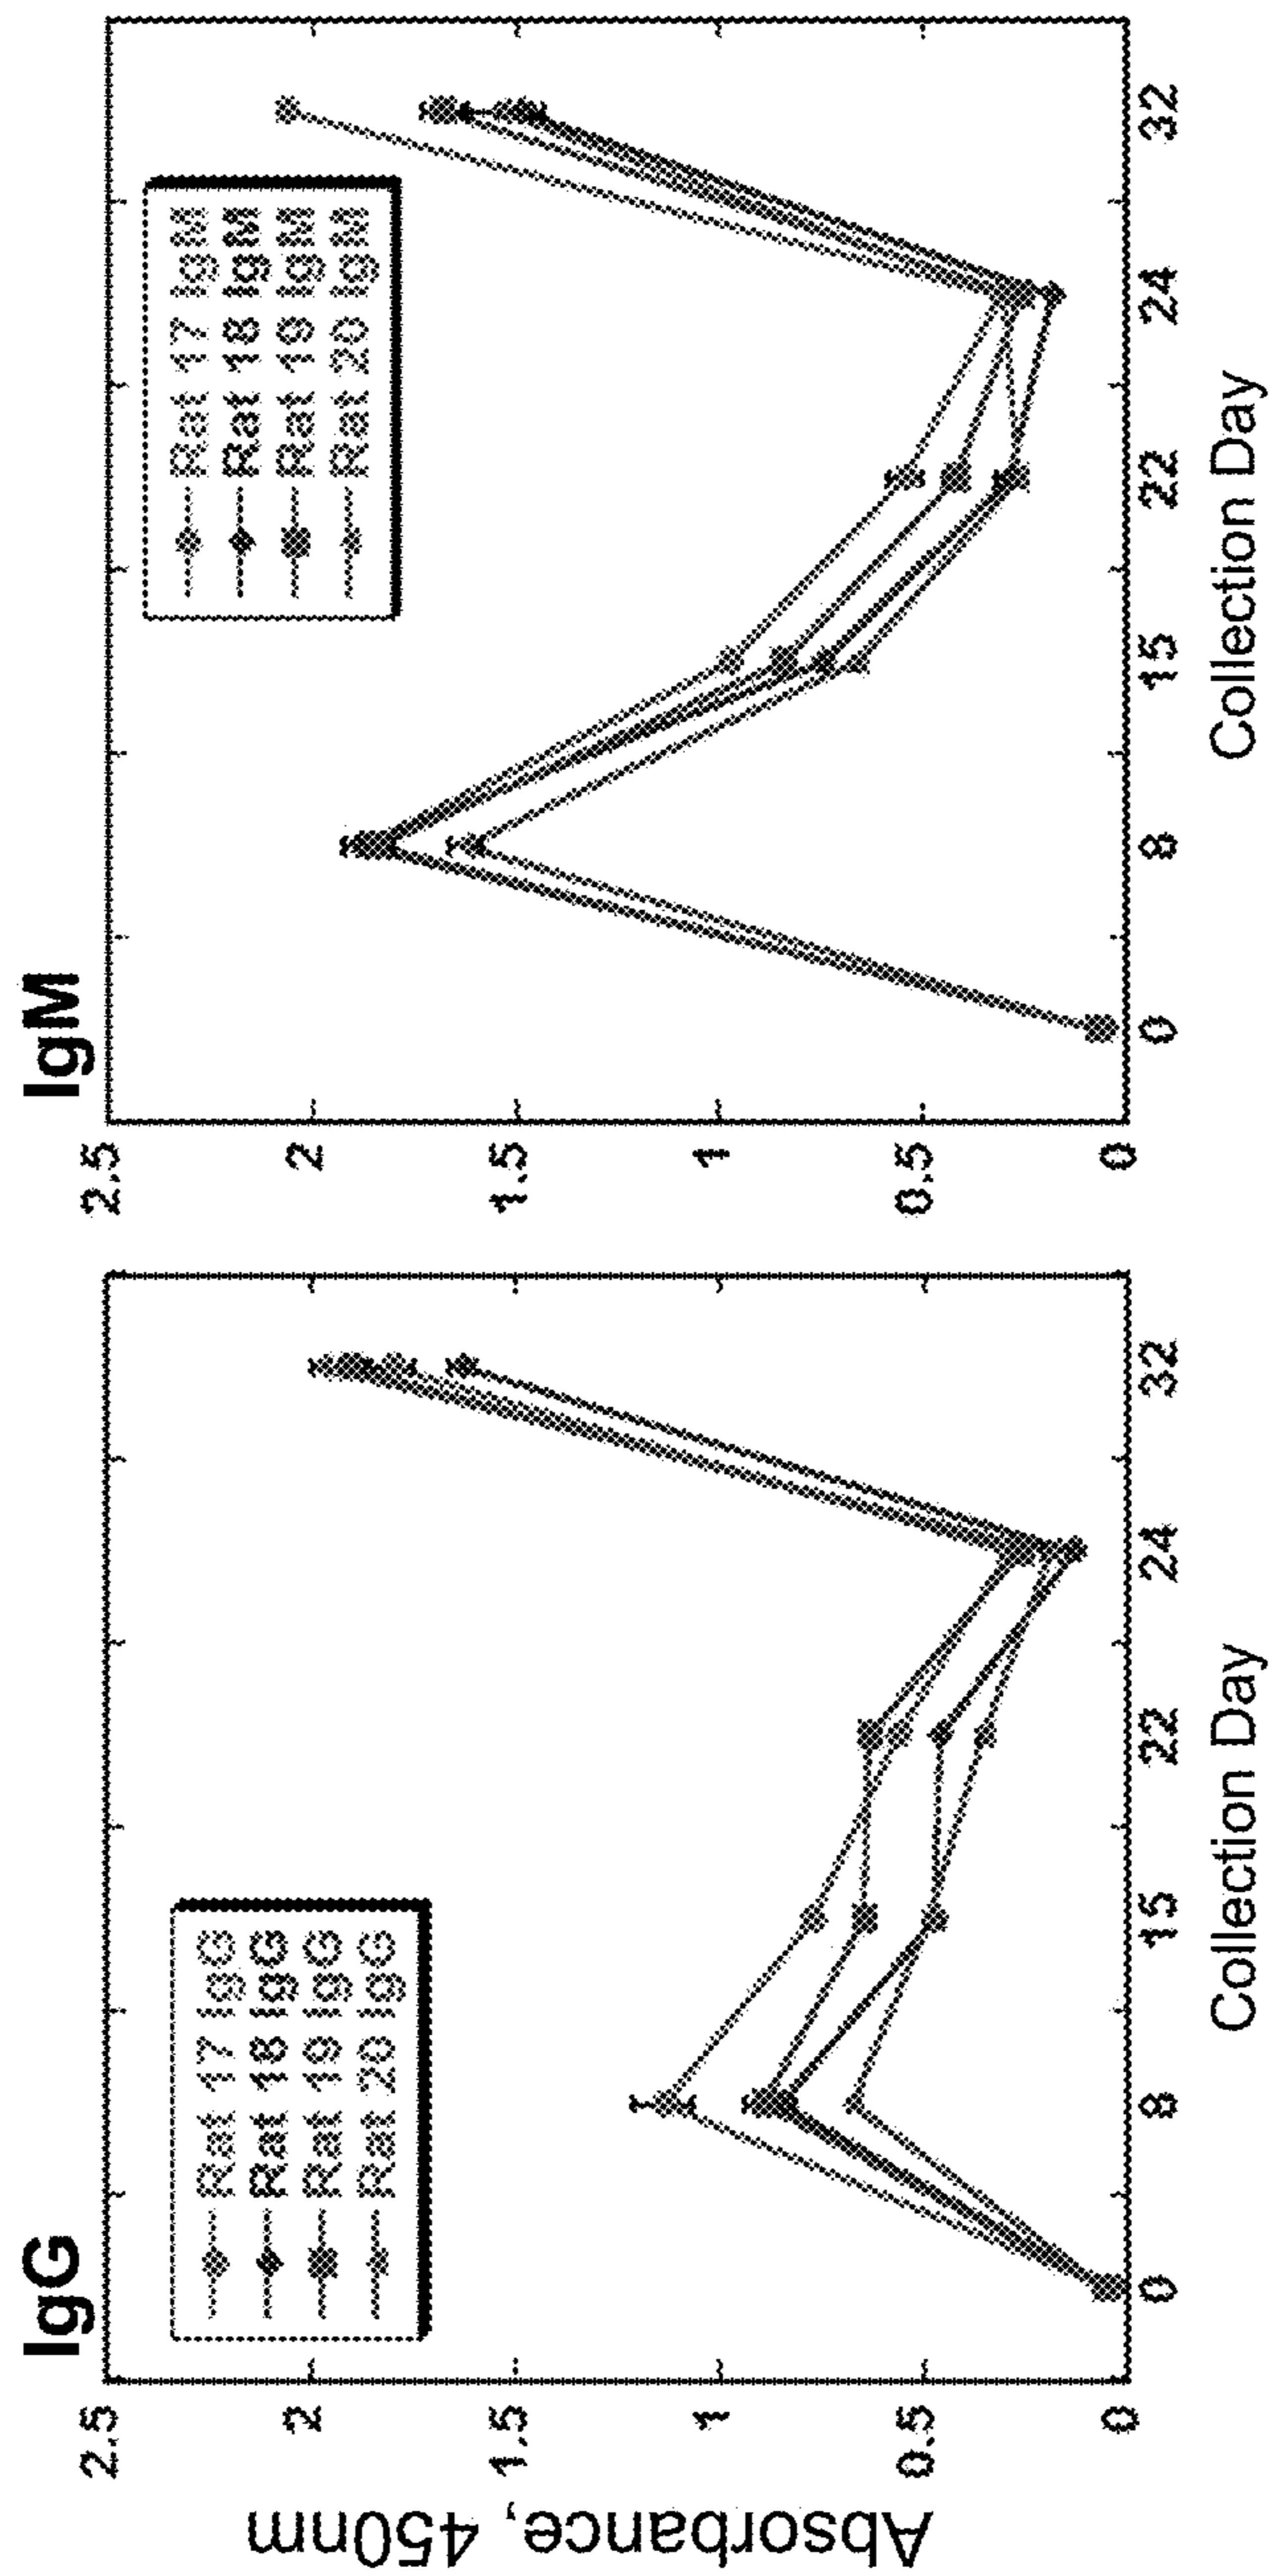 IgG
Rat 17 IgG
Rat 18 IgG
Rat 19 IgG
Rat 20 IgG
Absorbance, 450nm
2.5
2
1.5
1
0.5
0
0 8 15 22 24 32
Collection Day
IgM
Rat 17 IgM
Rat 18 IgM
Rat 19 IgM
Rat 20 IgM
2.5
2
1.5
1
0.5
0
0 8 15 22 24 32
Collection Day